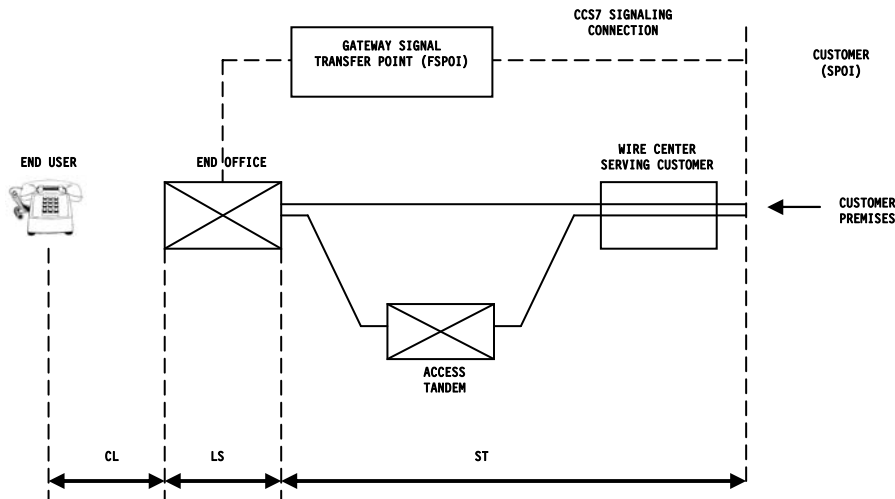 CCS7 SIGNALING
CONNECTION
GATEWAY SIGNAL
TRANSFER POINT (FSPOI)
CUSTOMER
(SPOI)
END USER
END OFFICE
WIRE CENTER
SERVING CUSTOMER
CUSTOMER
PREMISES
ACCESS
TANDEM
CL
LS
ST